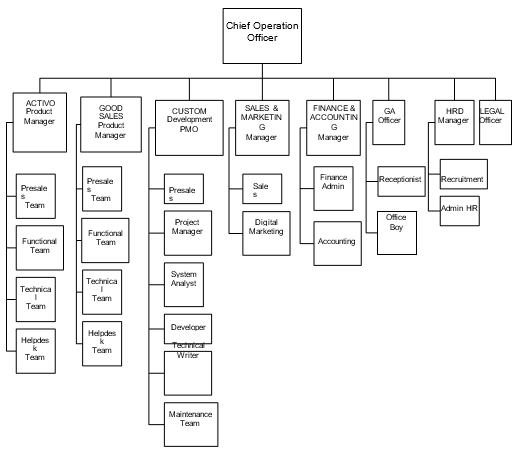 Chief Operation
Officer
ACTIVO
Product
Manager
GOOD
SALES
Product
Manager
CUSTOM
Development
PMO
SALES &
MARKETIN
G
Manager
FINANCE &
ACCOUNTIN
G
Manager
GA
Officer
HRD
Manager
LEGAL
Officer
Presale
s
Team
Functional
Team
Technica
l
Team
Helpdes
k
Team
Presale
s
Team
Functional
Team
Technica
l
Team
Helpdes
k
Team
Presale
s
Project
Manager
System
Analyst
Developer
Technical
Writer
Maintenance
Team
Sale
s
Digital
Marketing
Finance
Admin
Accounting
Receptionist
Office
Boy
Recruitment
Admin HR